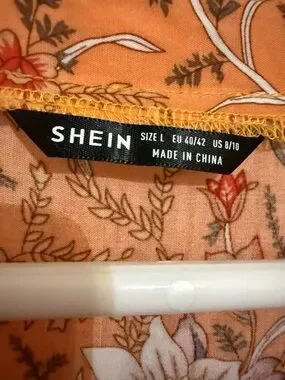 SHEIN
SIZE L EU 40/42 US 8/10
MADE IN CHINA